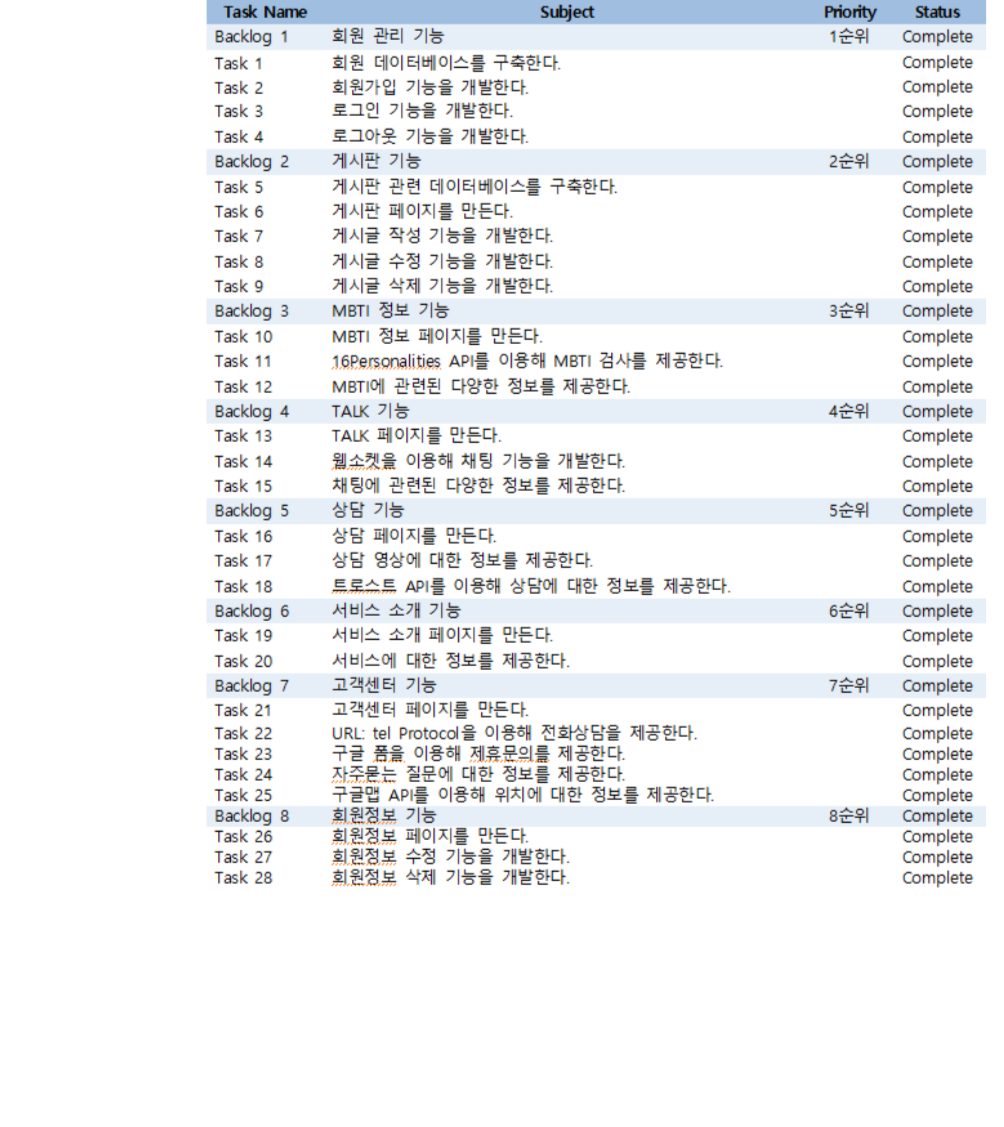 Task Name Subject Priority Status
Backlog 1 회원 관리 기능 1순위 Complete
Task 1 회원 데이터베이스를 구축한다. Complete
Task 2 회원가입 기능을 개발한다. Complete
Task 3 로그인 기능을 개발한다. Complete
Task 4 로그아웃 기능을 개발한다. Complete
Backlog 2 게시판 기능 2순위 Complete
Task 5 게시판 관련 데이터베이스를 구축한다. Complete
Task 6 게시판 페이지를 만든다. Complete
Task 7 게시글 작성 기능을 개발한다. Complete
Task 8 게시글 수정 기능을 개발한다. Complete
Task 9 게시글 삭제 기능을 개발한다. Complete
Backlog 3 MBTI 정보 기능 3순위 Complete
Task 10 MBTI 정보 페이지를 만든다. Complete
Task 11 16Personalities API를 이용해 MBTI 검사를 제공한다. Complete
Task 12 MBTI에 관련된 다양한 정보를 제공한다. Complete
Backlog 4 TALK 기능 4순위 Complete
Task 13 TALK 페이지를 만든다. Complete
Task 14 웹소켓을 이용해 채팅 기능을 개발한다. Complete
Task 15 채팅에 관련된 다양한 정보를 제공한다. Complete
Backlog 5 상담 기능 5순위 Complete
Task 16 상담 페이지를 만든다. Complete
Task 17 상담 영상에 대한 정보를 제공한다. Complete
Task 18 트로스트 API를 이용해 상담에 대한 정보를 제공한다. Complete
Backlog 6 서비스 소개 기능 6순위 Complete
Task 19 서비스 소개 페이지를 만든다. Complete
Task 20 서비스에 대한 정보를 제공한다. Complete
Backlog 7 고객센터 기능 7순위 Complete
Task 21 고객센터 페이지를 만든다. Complete
Task 22 URL: tel Protocol을 이용해 전화상담을 제공한다. Complete
Task 23 구글 폼을 이용해 제휴문의를 제공한다. Complete
Task 24 자주묻는 질문에 대한 정보를 제공한다. Complete
Task 25 구글맵 API를 이용해 위치에 대한 정보를 제공한다. Complete
Backlog 8 회원정보 기능 8순위 Complete
Task 26 회원정보 페이지를 만든다. Complete
Task 27 회원정보 수정 기능을 개발한다. Complete
Task 28 회원정보 삭제 기능을 개발한다. Complete